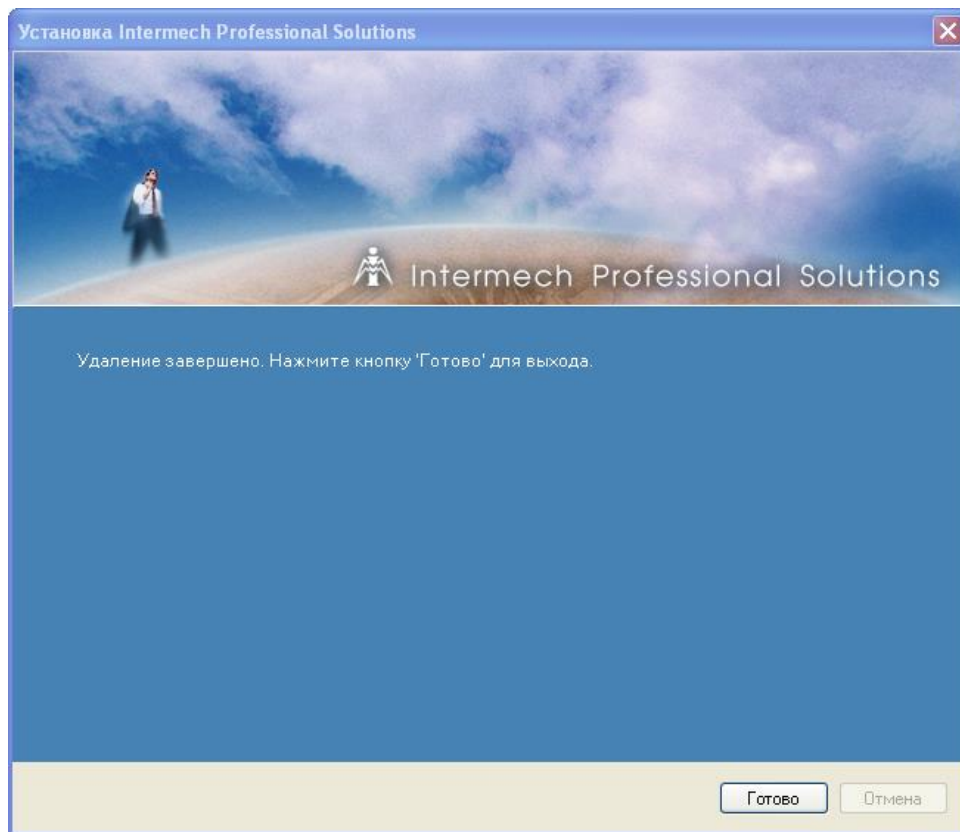 Установка Intermech Professional Solutions
Intermech Professional Solutions
Удаление завершено. Нажмите кнопку 'Готово' для выхода.
Готово Отмена